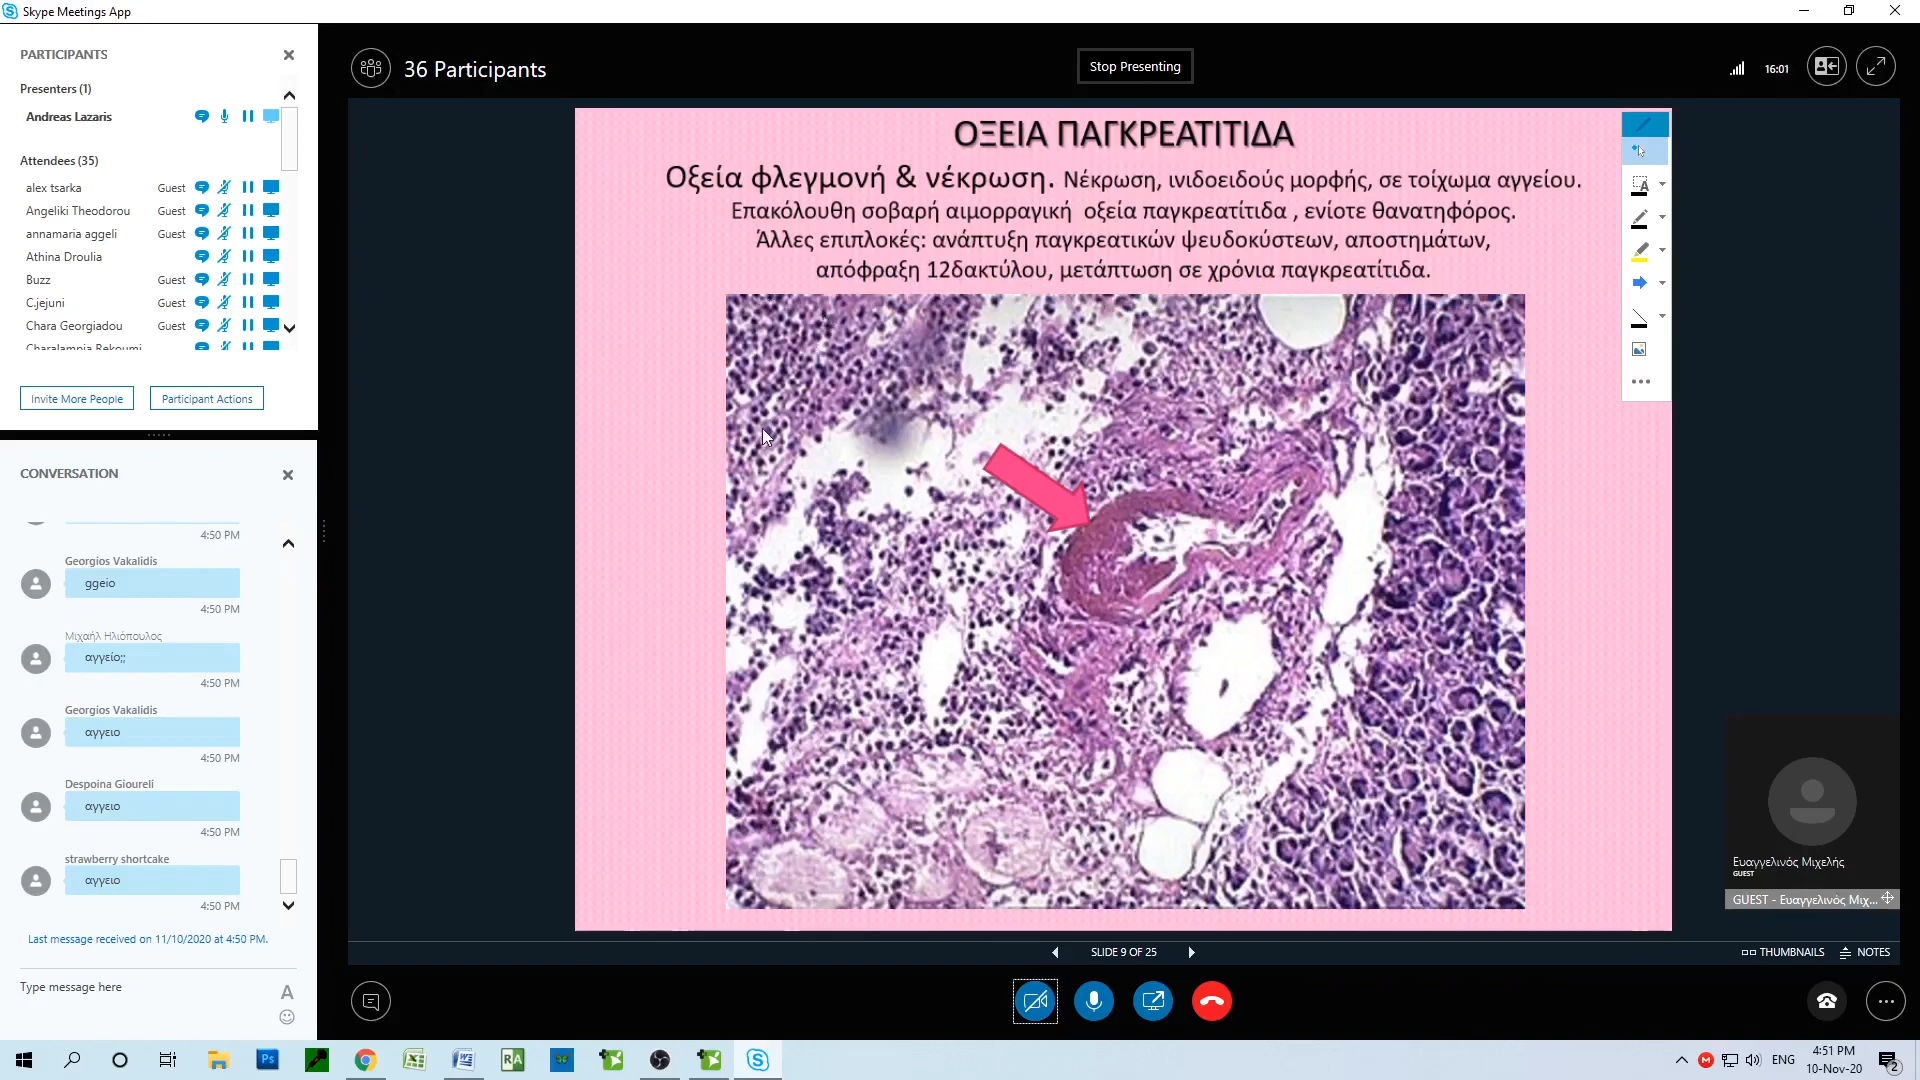 Skype Meetings App
PARTICIPANTS
Presenters (1)
Andreas Lazaris
Attendees (35)
alex tsarka Guest
Angeliki Theodorou Guest
annamaria aggeli Guest
Athina Droulia Guest
Buzz Guest
C.jejuni Guest
Chara Georgiadou Guest
Charalampia Rekoumi
Invite More People
Participant Actions
CONVERSATION
4:50 PM
Georgios Vakalidis
ggeio
4:50 PM
Μιχαήλ Ηλιόπουλος
αγγείο;;
4:50 PM
Georgios Vakalidis
αγγειο
4:50 PM
Despoina Gioureli
αγγειο
4:50 PM
strawberry shortcake
αγγειο
4:50 PM
Last message received on 11/10/2020 at 4:50 PM.
Type message here
36 Participants
Stop Presenting
16:01
ΟΞΕΙΑ ΠΑΓΚΡΕΑΤΙΤΙΔΑ
Οξεία φλεγμονή & νέκρωση. Νέκρωση, ινιδοειδούς μορφής, σε τοίχωμα αγγείου.
Επακόλουθη σοβαρή αιμορραγική οξεία παγκρεατίτιδα , ενίοτε θανατηφόρος.
Άλλες επιπλοκές: ανάπτυξη παγκρεατικών ψευδοκύστεων, αποστημάτων,
απόφραξη 12δακτύλου, μετάπτωση σε χρόνια παγκρεατίτιδα.
Ευαγγελινός Μιχελής
GUEST
GUEST - Ευαγγελινός Μιχ...
SLIDE 9 OF 25
THUMBNAILS
NOTES
ENG
4:51 PM
10-Nov-20
2